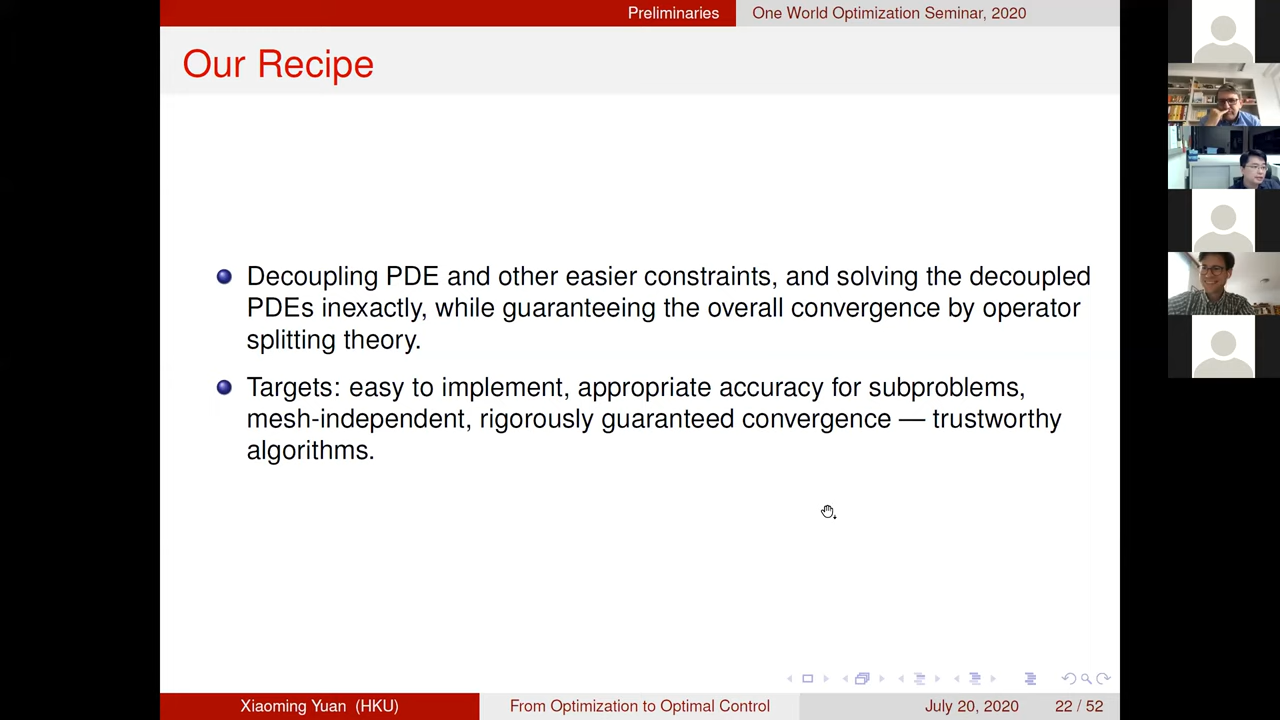 Preliminaries
One World Optimization Seminar, 2020
Our Recipe
Decoupling PDE and other easier constraints, and solving the decoupled
PDEs inexactly, while guaranteeing the overall convergence by operator
splitting theory.
Targets: easy to implement, appropriate accuracy for subproblems,
mesh-independent, rigorously guaranteed convergence — trustworthy
algorithms.
Xiaoming Yuan (HKU)
From Optimization to Optimal Control
July 20, 2020
22 / 52